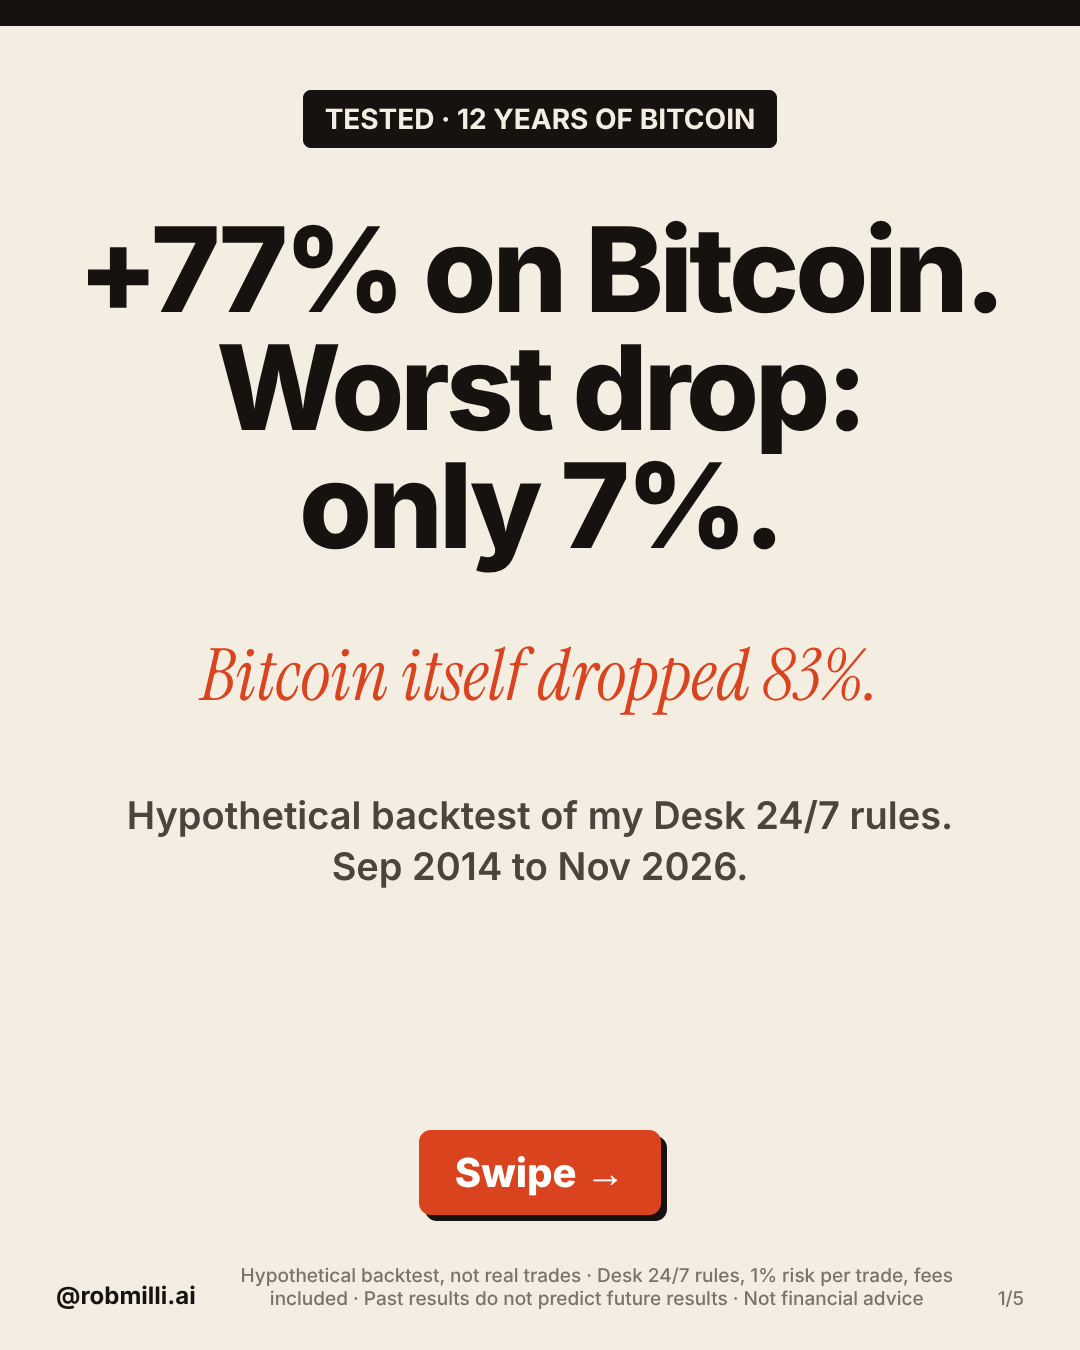 TESTED · 12 YEARS OF BITCOIN
+77% on Bitcoin.
Worst drop:
only 7%.
Bitcoin itself dropped 83%.
Hypothetical backtest of my Desk 24/7 rules.
Sep 2014 to Nov 2026.
Swipe →
@robmilli.ai
Hypothetical backtest, not real trades · Desk 24/7 rules, 1% risk per trade, fees
included · Past results do not predict future results · Not financial advice
1/5